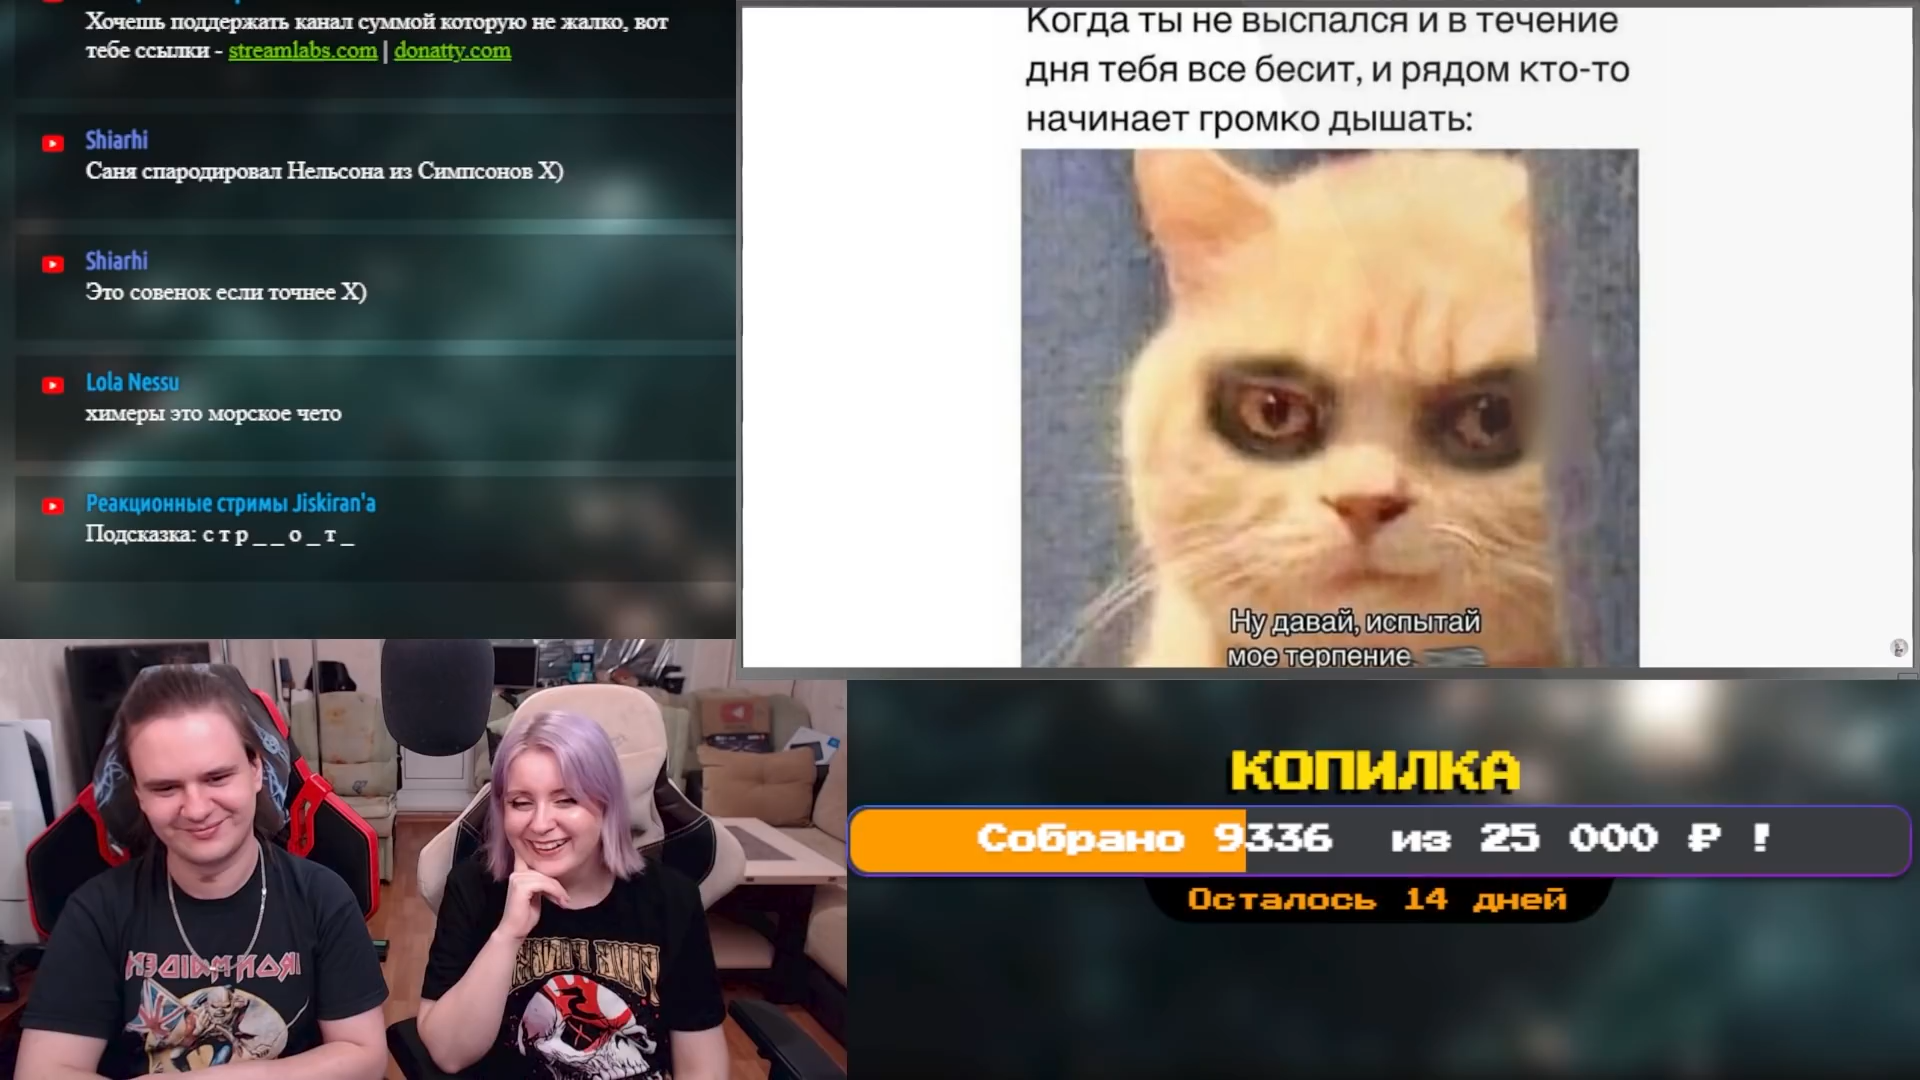 Хочешь поддержать канал суммой которую не жалко, вот
тебе ссылки - streamlabs.com | donatty.com
Shiarhi
Саня спародировал Нельсона из Симпсонов X)
Shiarhi
Это совенок если точнее X)
Lola Nessu
химеры это морское чето
Реакционные стримы Jiskiran'a
Подсказка: с т р _ _ о _ т _
Когда ты не выспался и в течение
дня тебя все бесит, и рядом кто-то
начинает громко дышать:
Ну давай, испытай
мое терпение
КОПИЛКА
Собрано 9336 из 25 000 ₽ !
Осталось 14 дней
IRON MAIDEN